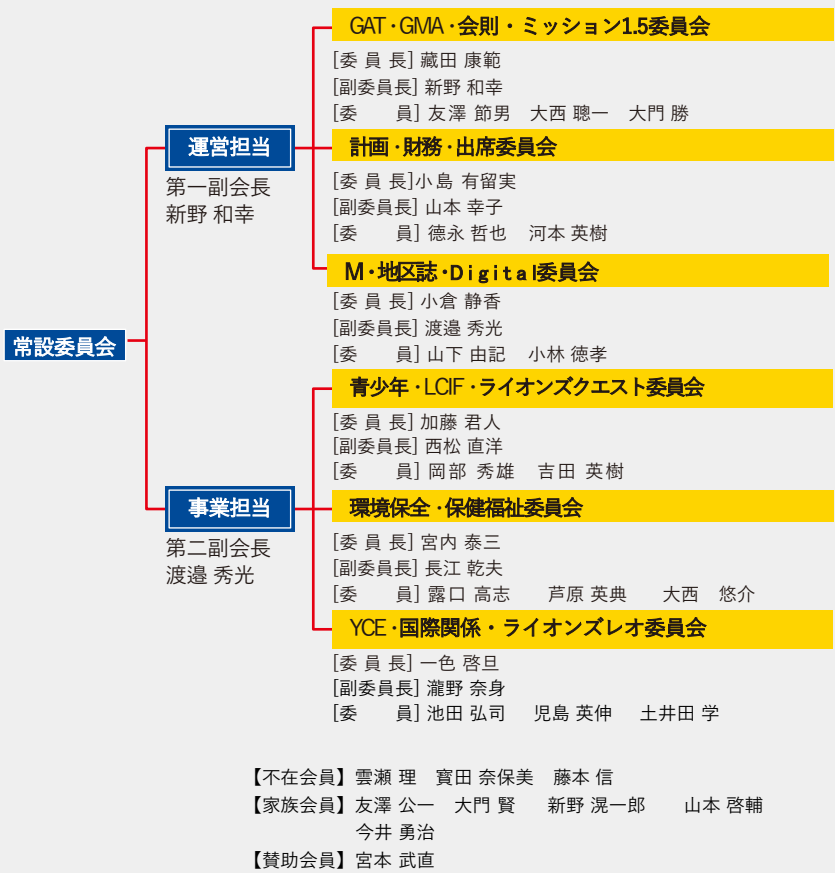 常設委員会
運営担当
第一副会長
新野 和幸
GAT・GMA・会則・ミッション1.5委員会
[委 員 長] 藏田 康範
[副委員長] 新野 和幸
[委　　員] 友澤 節男　大西 聰一　大門 勝
計画・財務・出席委員会
[委 員 長]小島 有留実
[副委員長] 山本 幸子
[委　　員] 德永 哲也　河本 英樹
M・地区誌・Digital委員会
[委 員 長] 小倉 静香
[副委員長] 渡邉 秀光
[委　　員] 山下 由記　小林 徳孝
事業担当
第二副会長
渡邉 秀光
青少年・LCIF・ライオンズクエスト委員会
[委 員 長] 加藤 君人
[副委員長] 西松 直洋
[委　　員] 岡部 秀雄　吉田 英樹
環境保全・保健福祉委員会
[委 員 長] 宮内 泰三
[副委員長] 長江 乾夫
[委　　員] 露口 高志　芦原 英典　大西　悠介
YCE・国際関係・ライオンズレオ委員会
[委 員 長] 一色 啓旦
[副委員長] 瀧野 奈身
[委　　員] 池田 弘司　児島 英伸　土井田 学
【不在会員】雲瀬 理　寳田 奈保美　藤本 信
【家族会員】友澤 公一　大門 賢　新野 滉一郎　山本 啓輔
今井 勇治
【賛助会員】宮本 武直